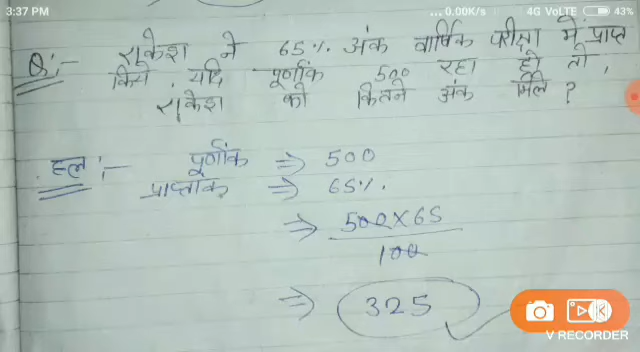 3:37 PM ... 0.00K/s 4G VoLTE 43%
Q:- राकेश ने 65% अंक वार्षिक परीक्षा में प्राप्त
किये, यदि पूर्णांक 500 रहा हो तो,
राकेश को कितने अंक मिले ?
हल :- पूर्णांक ⇒ 500
प्राप्तांक ⇒ 65%.
⇒ 500×65
100
⇒ 325
V RECORDER